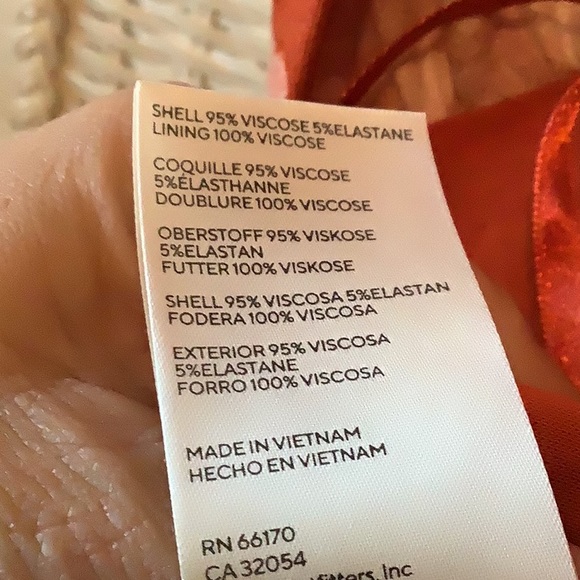 SHELL 95% VISCOSE 5%ELASTANE
LINING 100% VISCOSE
COQUILLE 95% VISCOSE
5%ÉLASTHANNE
DOUBLURE 100% VISCOSE
OBERSTOFF 95% VISKOSE
5%ELASTAN
FUTTER 100% VISKOSE
SHELL 95% VISCOSA 5%ELASTAN
FODERA 100% VISCOSA
EXTERIOR 95% VISCOSA
5%ELASTANE
FORRO 100% VISCOSA
MADE IN VIETNAM
HECHO EN VIETNAM
RN 66170
CA 32054
Inc